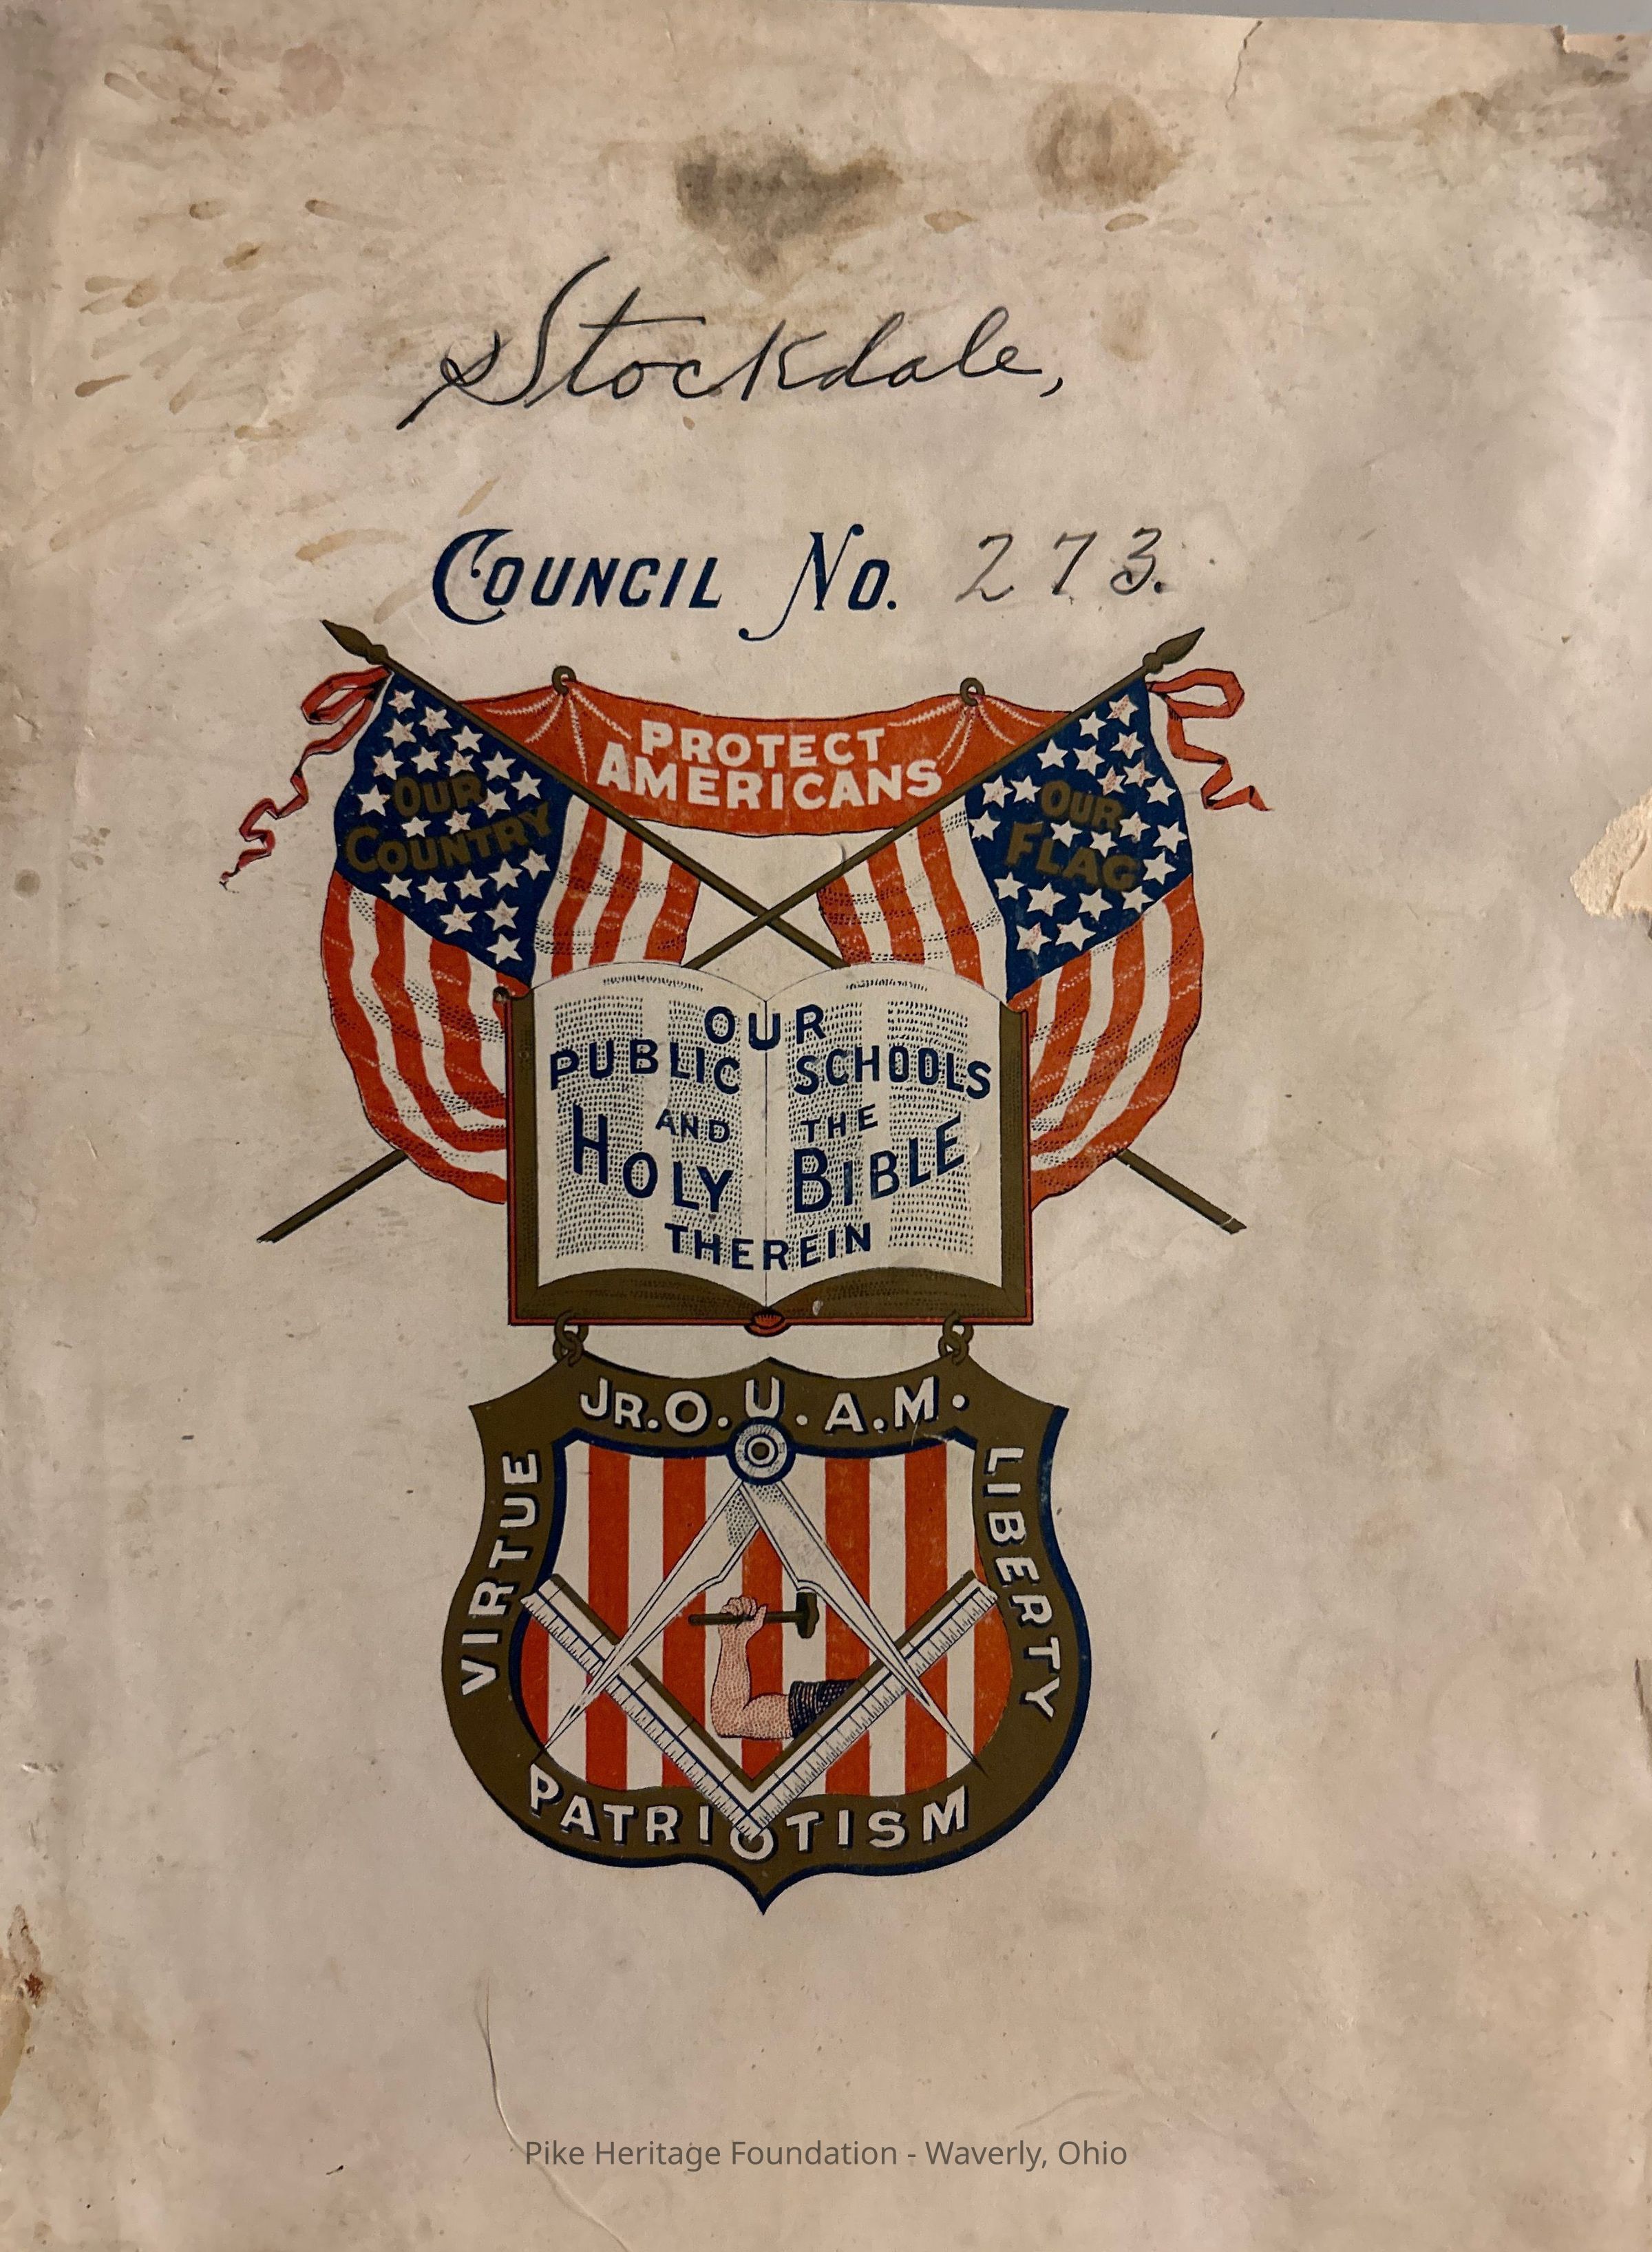 Stockdale,
COUNCIL No. 273.
PROTECT
AMERICANS
OUR
COUNTRY
OUR
FLAG
OUR
PUBLIC SCHOOLS
AND THE
HOLY BIBLE
THEREIN
JR.O.U.A.M.
VIRTUE
LIBERTY
PATRIOTISM
Pike Heritage Foundation - Waverly, Ohio